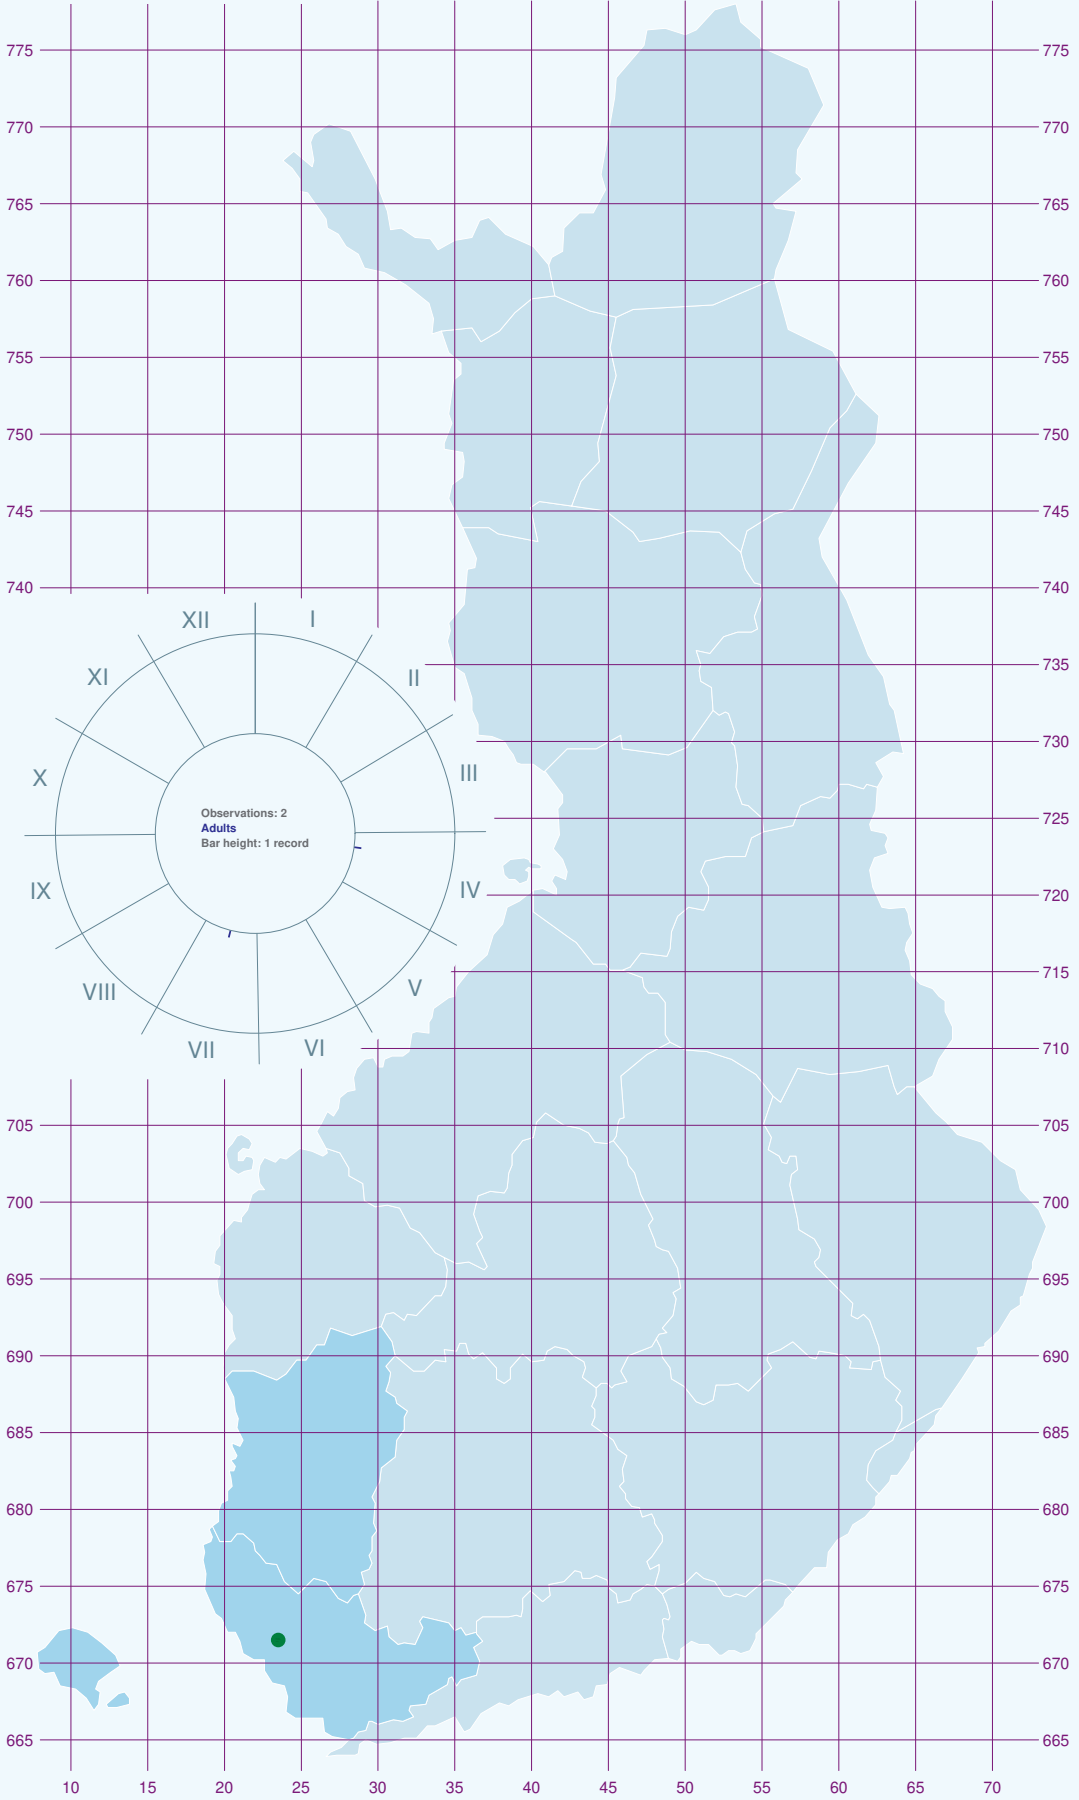 775 775
770 770
765 765
760 760
755 755
750 750
745 745
740 740
XII I
XI II
735
730
X III
725
Observations: 2
Adults
Bar height: 1 record
IX IV
720
715
VIII V
VII VI
710
705 705
700 700
695 695
690 690
685 685
680 680
675 675
670 670
665 665
10 15 20 25 30 35 40 45 50 55 60 65 70